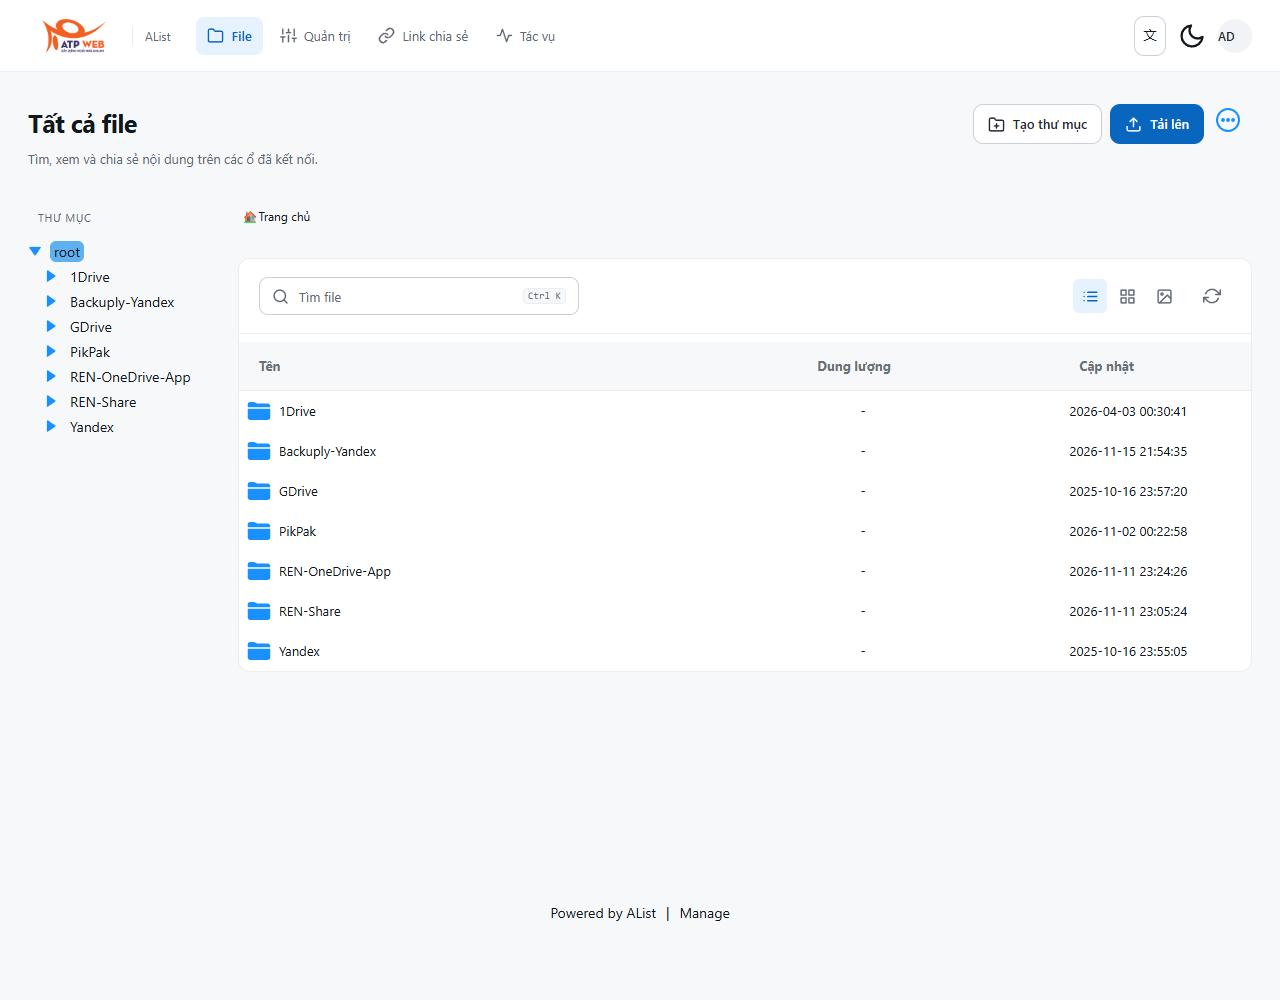 ATP WEB
AList
File
Quản trị
Link chia sẻ
Tác vụ
文
AD
Tất cả file
Tạo thư mục
Tải lên
Tìm, xem và chia sẻ nội dung trên các ổ đã kết nối.
THƯ MỤC
Trang chủ
root
1Drive
Backuply-Yandex
GDrive
PikPak
REN-OneDrive-App
REN-Share
Yandex
Tìm file
Ctrl K
Tên Dung lượng Cập nhật
1Drive - 2026-04-03 00:30:41
Backuply-Yandex - 2026-11-15 21:54:35
GDrive - 2025-10-16 23:57:20
PikPak - 2026-11-02 00:22:58
REN-OneDrive-App - 2026-11-11 23:24:26
REN-Share - 2026-11-11 23:05:24
Yandex - 2025-10-16 23:55:05
Powered by AList | Manage